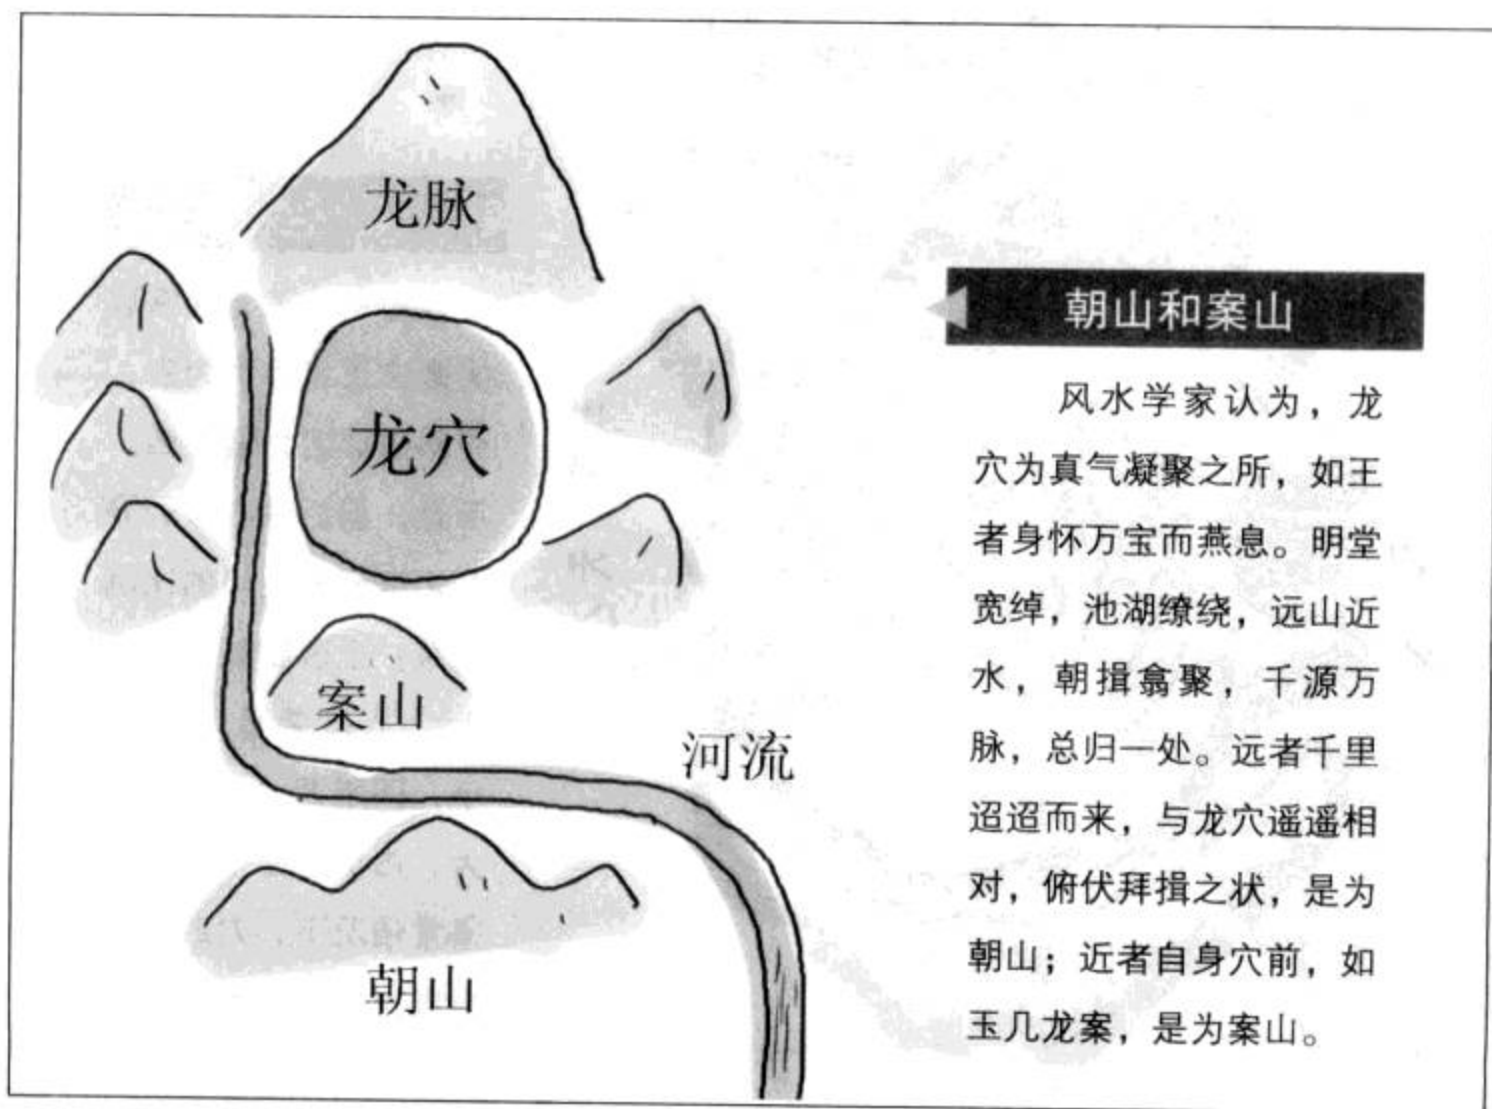 龙脉
龙穴
案山
河流
朝山
朝山和案山
风水学家认为，龙
穴为真气凝聚之所，如王
者身怀万宝而燕息。明堂
宽绰，池湖缭绕，远山近
水，朝揖翕聚，千源万
脉，总归一处。远者千里
迢迢而来，与龙穴遥遥相
对，俯伏拜揖之状，是为
朝山；近者自身穴前，如
玉几龙案，是为案山。